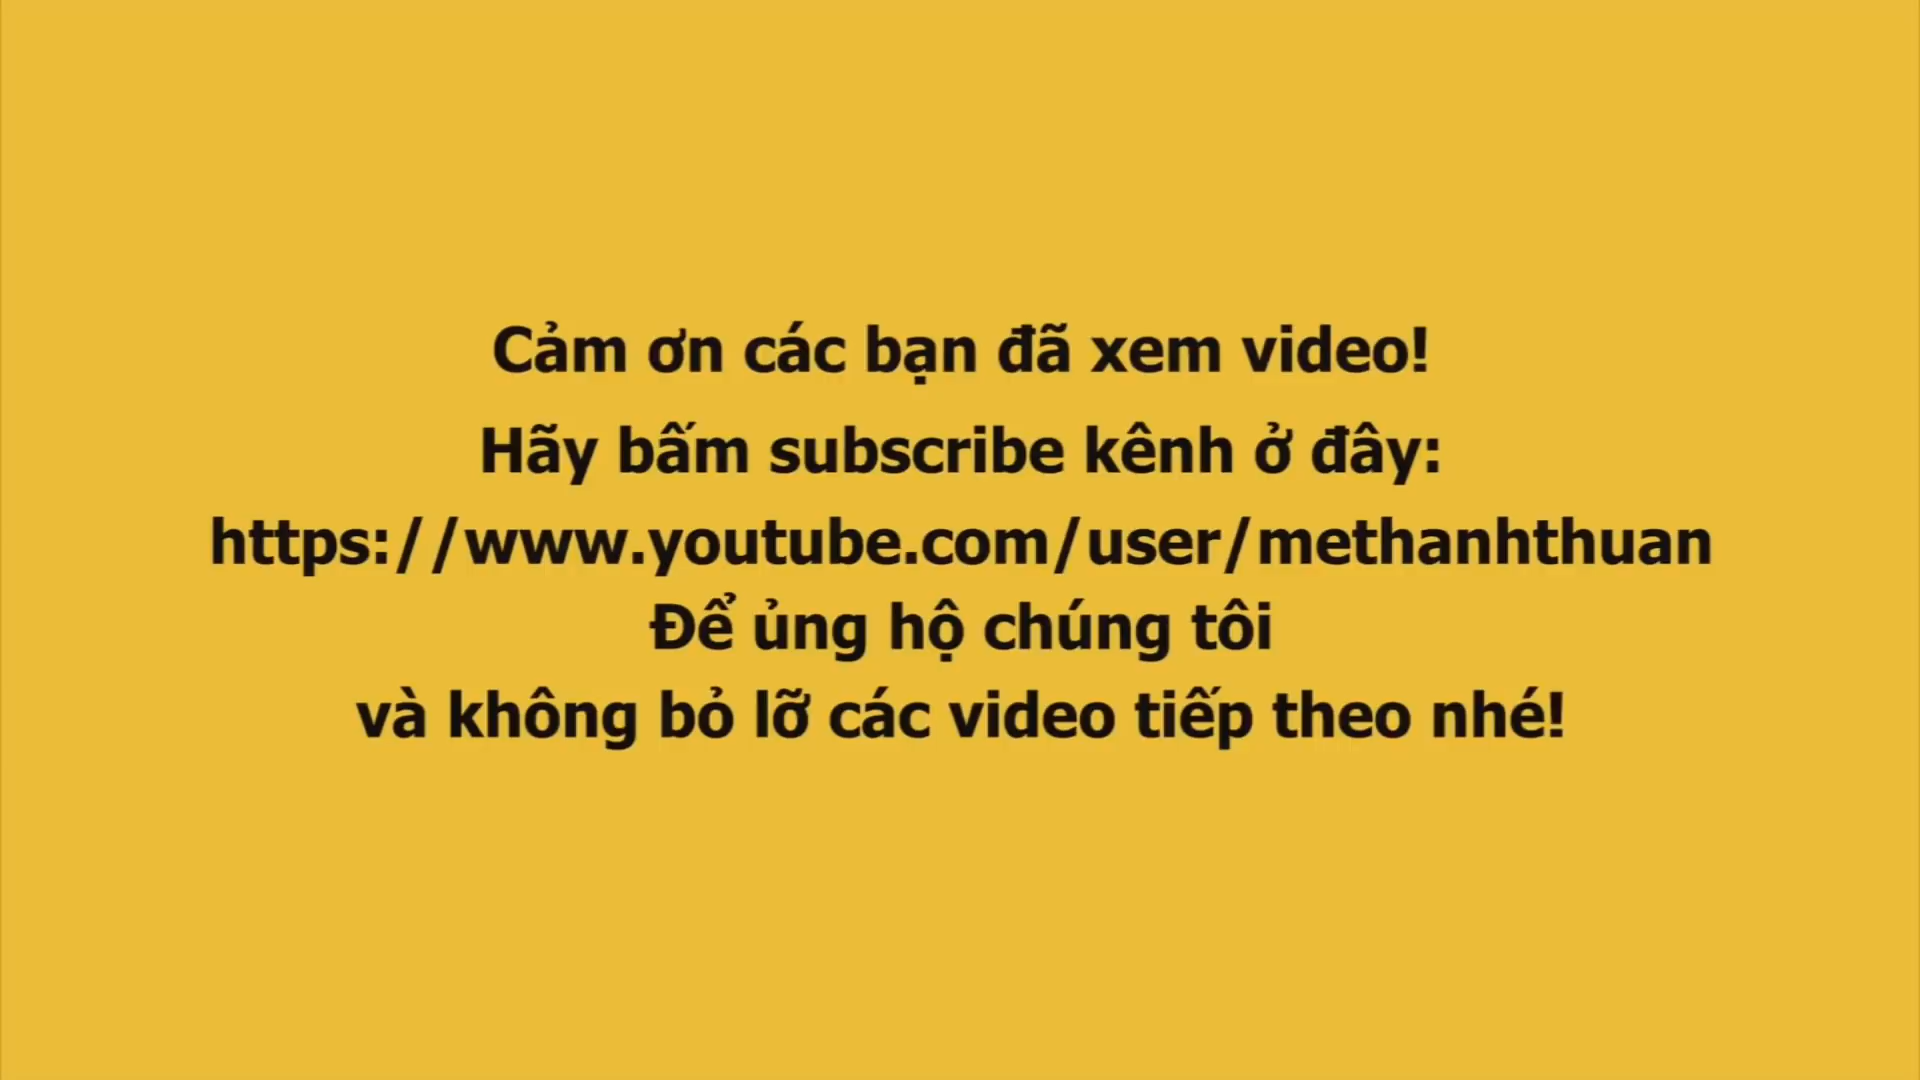 Cảm ơn các bạn đã xem video!
Hãy bấm subscribe kênh ở đây:
https://www.youtube.com/user/methanhthuan
Để ủng hộ chúng tôi
và không bỏ lỡ các video tiếp theo nhé!